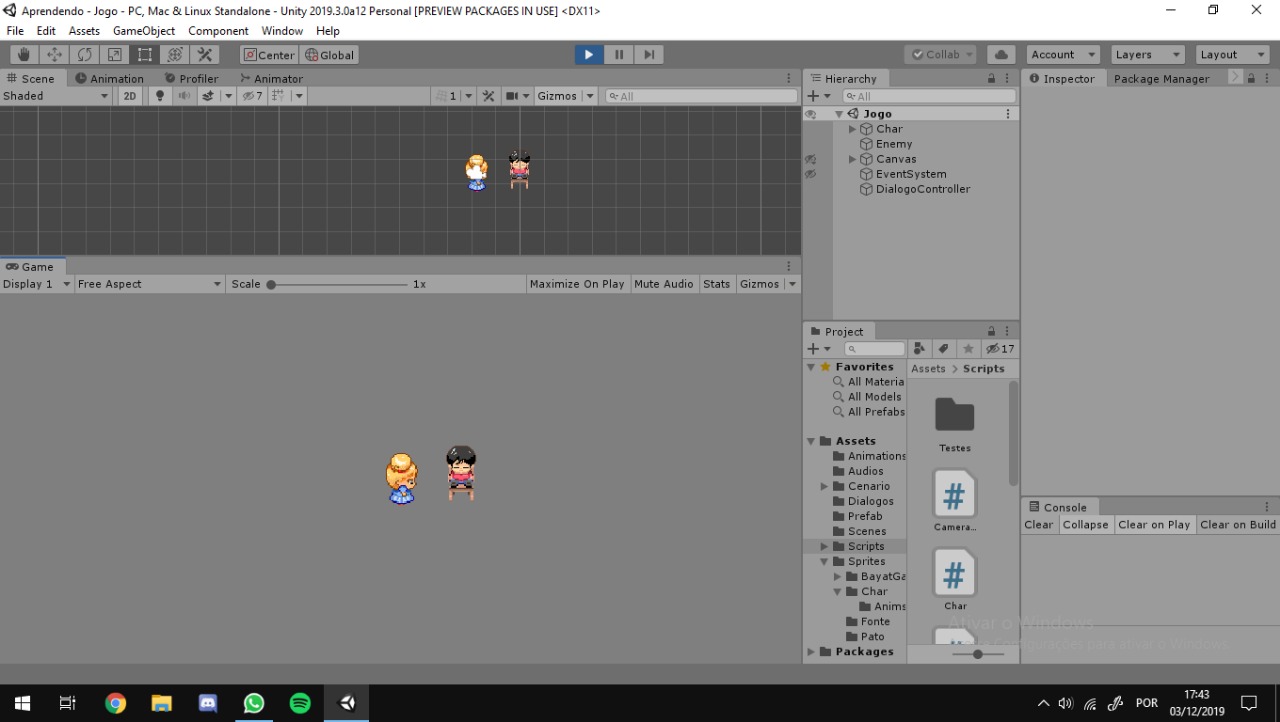 Aprendendo - Jogo - PC, Mac & Linux Standalone - Unity 2019.3.0a12 Personal [PREVIEW PACKAGES IN USE] <DX11>
File Edit Assets GameObject Component Window Help
Center Global Collab Account Layers Layout
Scene Animation Profiler Animator
Shaded 2D 7 1 Gizmos All
Hierarchy
All
Jogo
Char
Enemy
Canvas
EventSystem
DialogoController
Inspector Package Manager
Game
Display 1 Free Aspect Scale 1x Maximize On Play Mute Audio Stats Gizmos
Project
17
Favorites
All Materia
All Models
All Prefabs
Assets
Animations
Audios
Cenario
Dialogos
Prefab
Scenes
Scripts
Sprites
BayatGa
Char
Anims
Fonte
Pato
Packages
Assets > Scripts
Testes
#
Camera...
#
Char
Console
Clear Collapse Clear on Play Clear on Build
Ativar o Windows
Configurações para ativar o Windows.
POR
17:43
03/12/2019